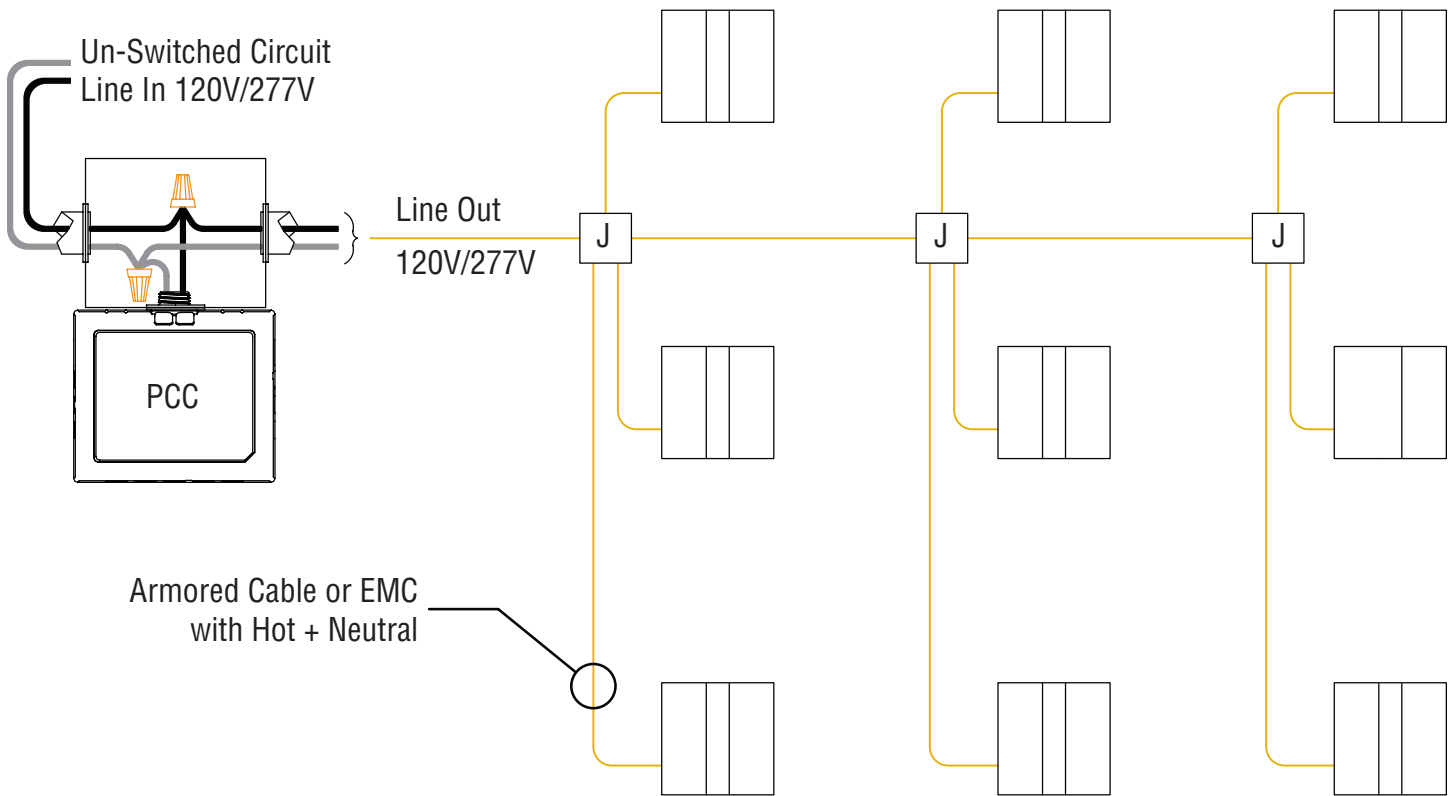 Un-Switched Circuit
Line In 120V/277V
Line Out
120V/277V
J
J
J
PCC
Armored Cable or EMC
with Hot + Neutral